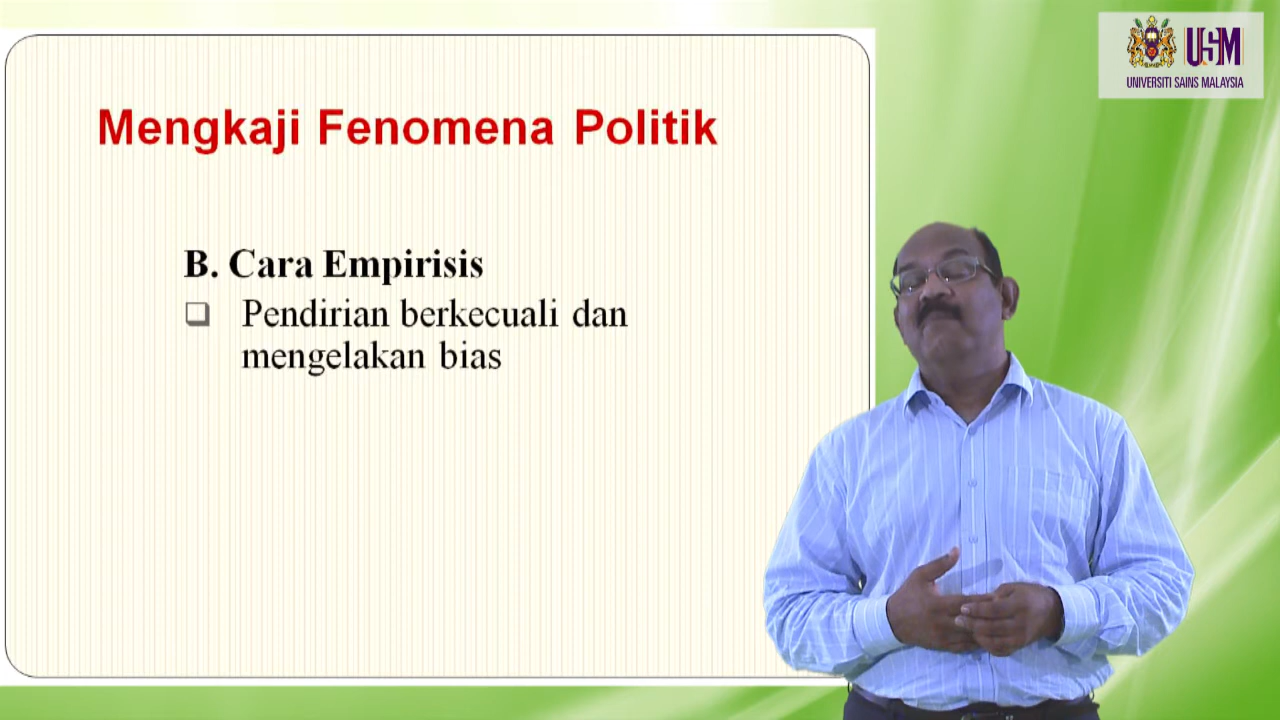 Mengkaji Fenomena Politik
B. Cara Empirisis
Pendirian berkecuali dan
mengelakan bias
USM
UNIVERSITI SAINS MALAYSIA